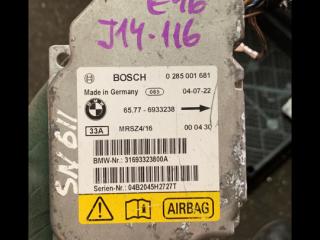 E46
J14-116
BOSCH 0 285 001 681
Made in Germany 083 04-07-22
65.77 - 6933238
33A MRSZ4/16 00 04 30
BMW-Nr.: 31693323800A
Serien-Nr.: 04B2045H2727T
AIRBAG
SN 611